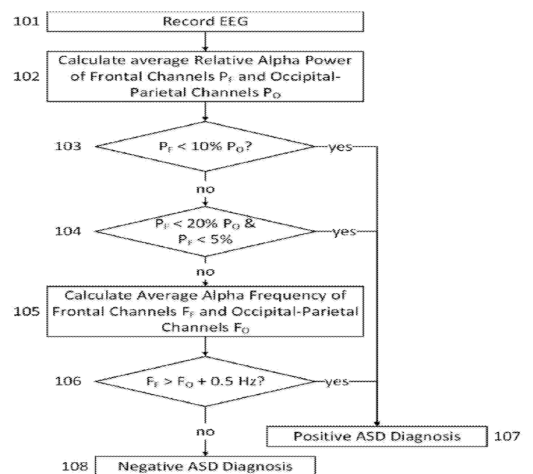 101 Record EEG
102 Calculate average Relative Alpha Power
of Frontal Channels PF and Occipital-
Parietal Channels PO
103 PF < 10% PO? yes
no
104 PF < 20% PO &
PF < 5% yes
no
105 Calculate Average Alpha Frequency of
Frontal Channels FF and Occipital-Parietal
Channels FO
106 FF > FO + 0.5 Hz? yes
no
Positive ASD Diagnosis 107
108 Negative ASD Diagnosis